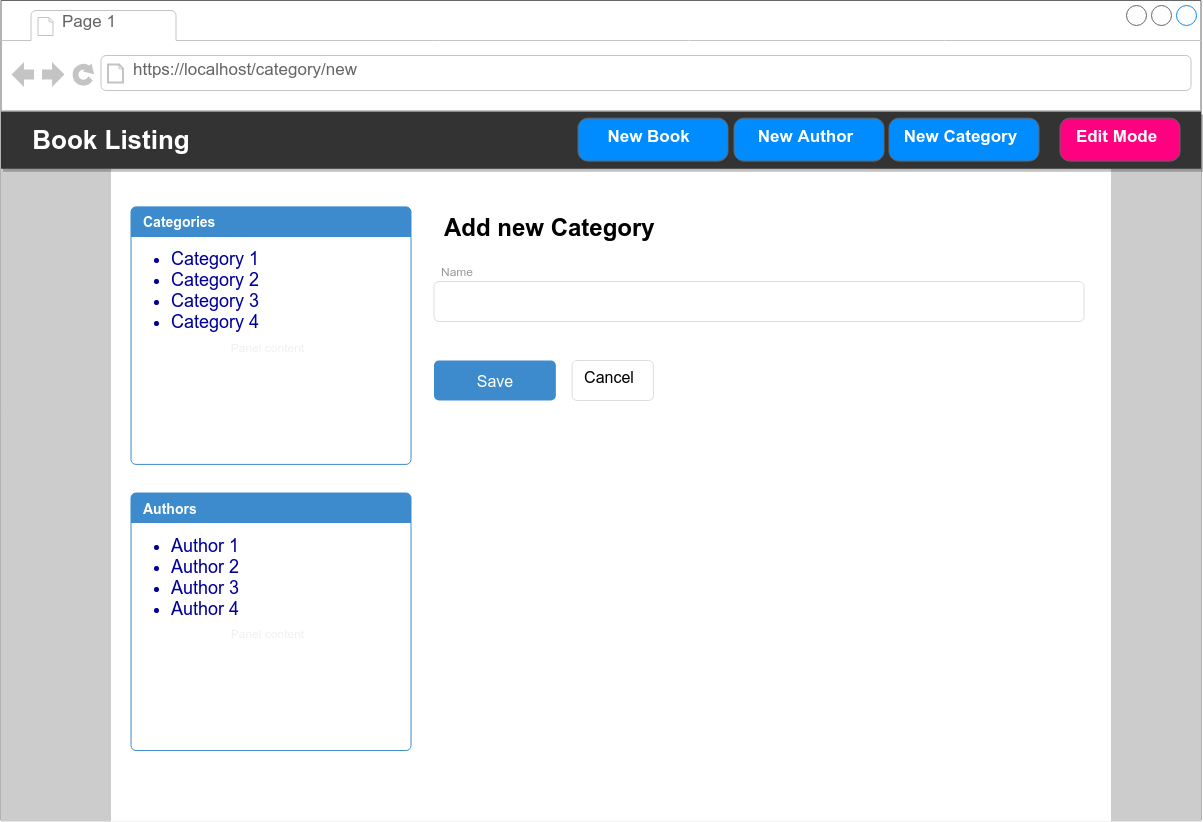 Page 1
https://localhost/category/new
Book Listing
New Book
New Author
New Category
Edit Mode
Categories
Category 1
Category 2
Category 3
Category 4
Panel content
Add new Category
Name
Save
Cancel
Authors
Author 1
Author 2
Author 3
Author 4
Panel content